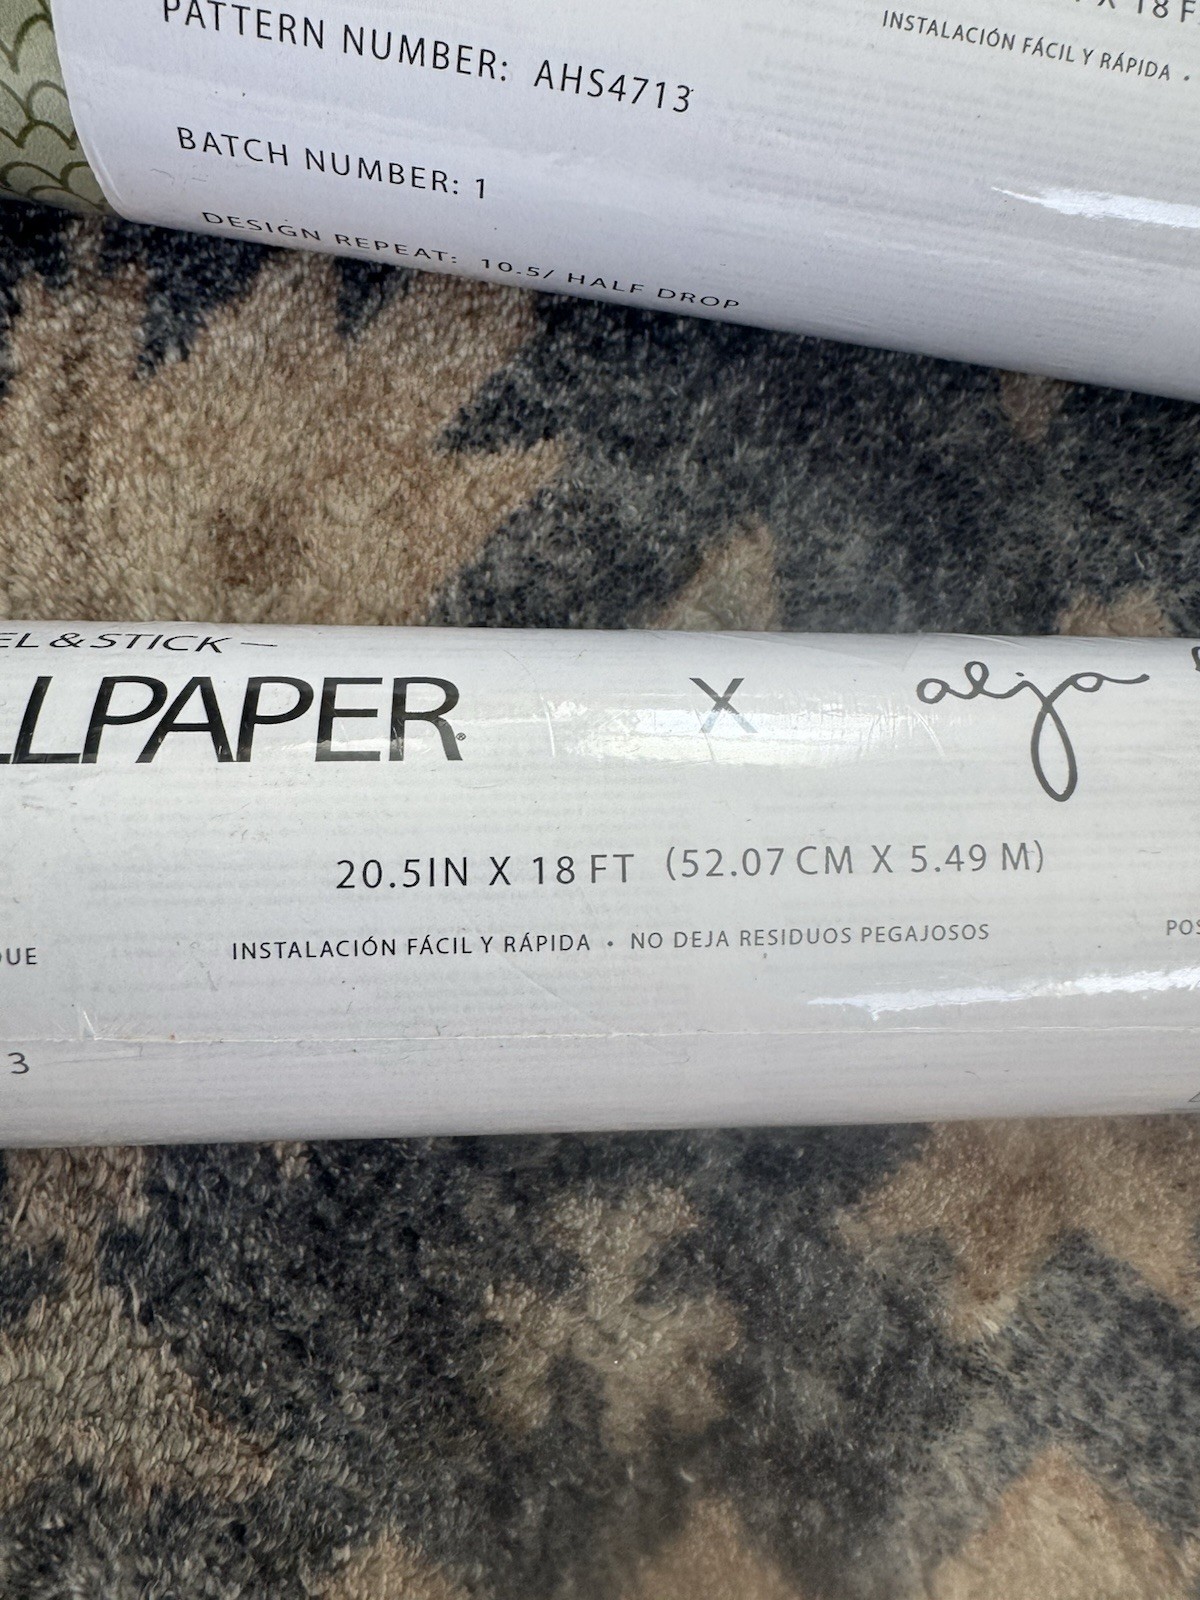 PATTERN NUMBER: AHS4713
X 18 F
INSTALACIÓN FÁCIL Y RÁPIDA •
BATCH NUMBER: 1
DESIGN REPEAT: 10.5/ HALF DROP
EL & STICK —
LLPAPER® X alja
20.5IN X 18 FT (52.07 CM X 5.49 M)
INSTALACIÓN FÁCIL Y RÁPIDA • NO DEJA RESIDUOS PEGAJOSOS
POS
UE
3